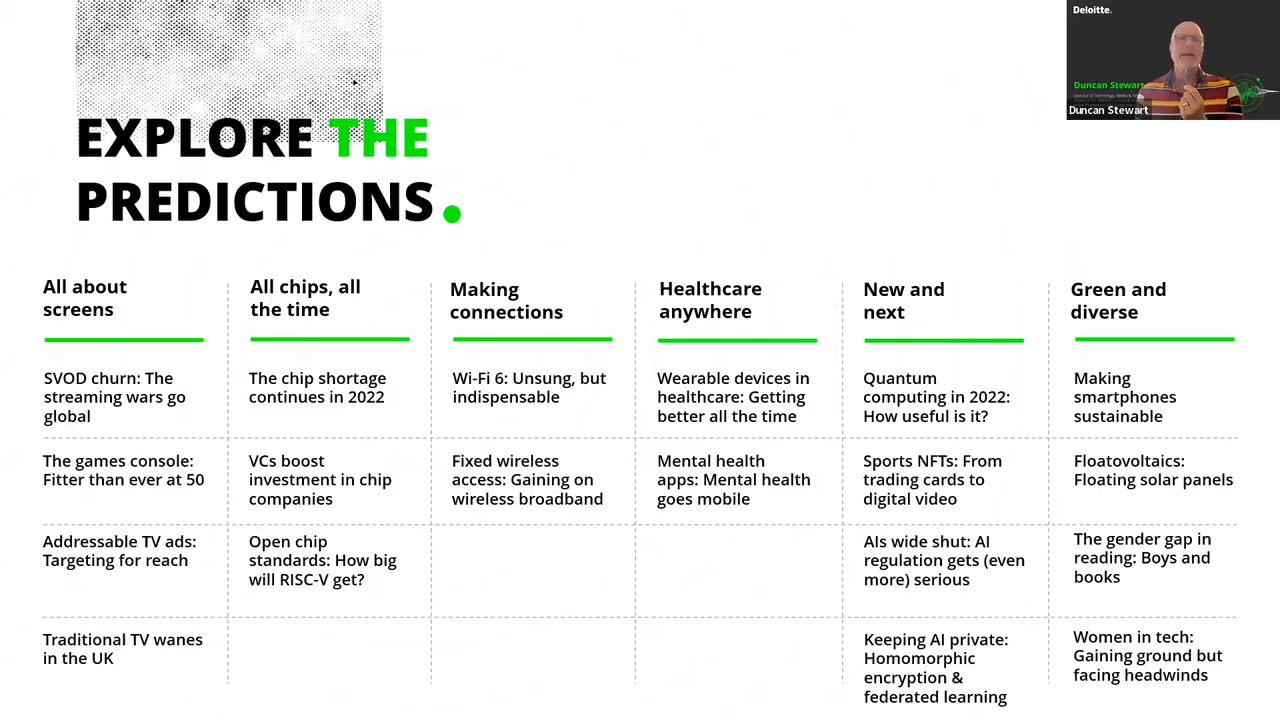 Deloitte.
Duncan Stewart
Duncan Stewart
EXPLORE THE
PREDICTIONS.
All about
screens
SVOD churn: The
streaming wars go
global
The games console:
Fitter than ever at 50
Addressable TV ads:
Targeting for reach
Traditional TV wanes
in the UK
All chips, all
the time
The chip shortage
continues in 2022
VCs boost
investment in chip
companies
Open chip
standards: How big
will RISC-V get?
Making
connections
Wi-Fi 6: Unsung, but
indispensable
Fixed wireless
access: Gaining on
wireless broadband
Healthcare
anywhere
Wearable devices in
healthcare: Getting
better all the time
Mental health
apps: Mental health
goes mobile
New and
next
Quantum
computing in 2022:
How useful is it?
Sports NFTs: From
trading cards to
digital video
AIs wide shut: AI
regulation gets (even
more) serious
Keeping AI private:
Homomorphic
encryption &
federated learning
Green and
diverse
Making
smartphones
sustainable
Floatovoltaics:
Floating solar panels
The gender gap in
reading: Boys and
books
Women in tech:
Gaining ground but
facing headwinds